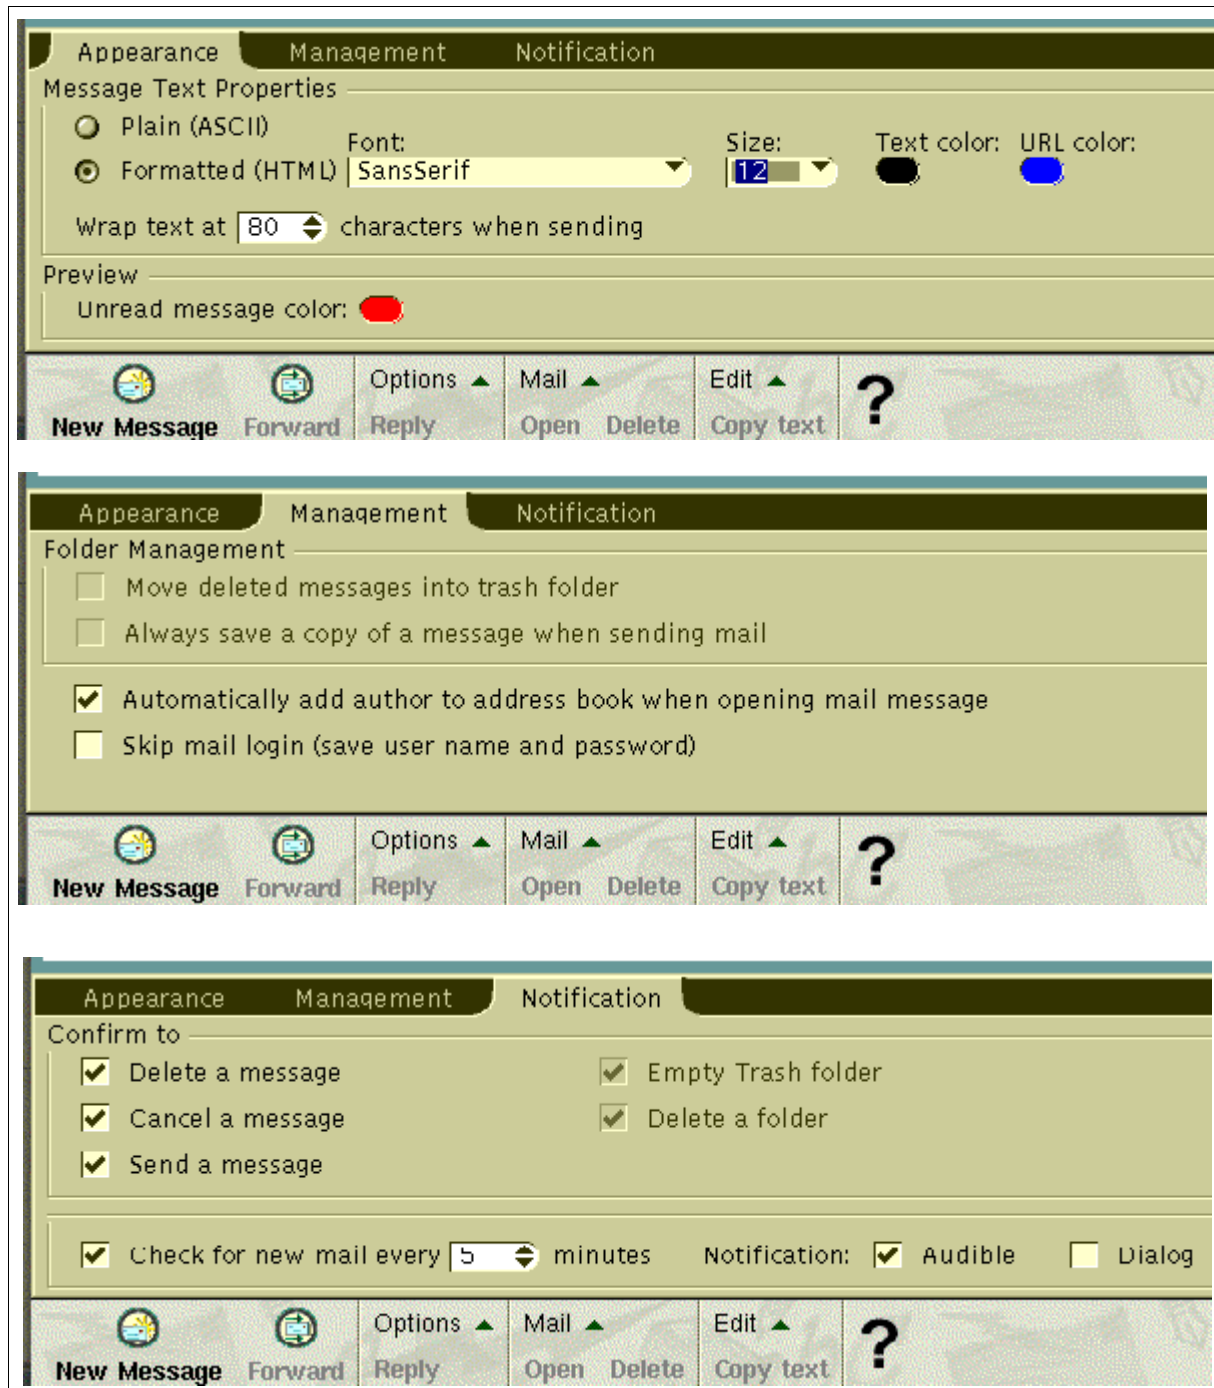 Appearance Management Notification
Message Text Properties
Plain (ASCII)
Font: Size: Text color: URL color:
Formatted (HTML) SansSerif 12
Wrap text at 80 characters when sending
Preview
Unread message color:
Options Mail Edit ?
New Message Forward Reply Open Delete Copy text
Appearance Management Notification
Folder Management
Move deleted messages into trash folder
Always save a copy of a message when sending mail
Automatically add author to address book when opening mail message
Skip mail login (save user name and password)
Options Mail Edit ?
New Message Forward Reply Open Delete Copy text
Appearance Management Notification
Confirm to
Delete a message Empty Trash folder
Cancel a message Delete a folder
Send a message
Check for new mail every 5 minutes Notification: Audible Dialog
Options Mail Edit ?
New Message Forward Reply Open Delete Copy text